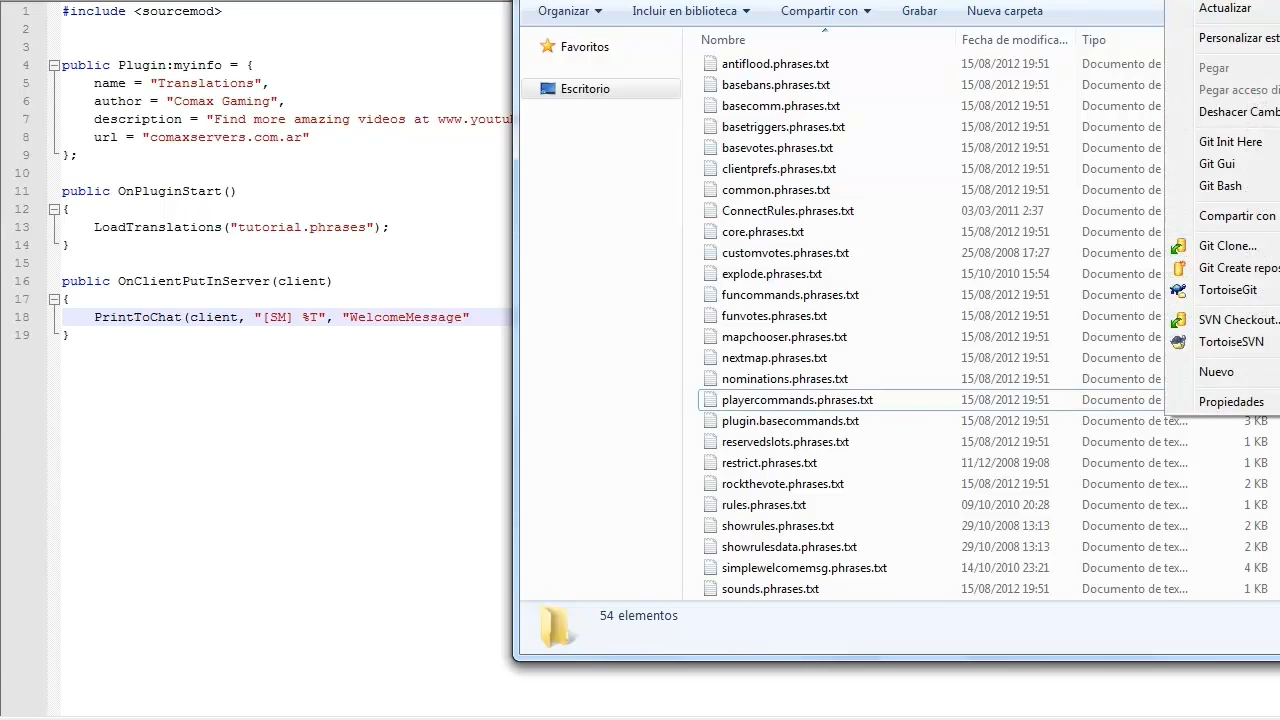 1 #include <sourcemod>
2
3
4 public Plugin:myinfo = {
5 name = "Translations",
6 author = "Comax Gaming",
7 description = "Find more amazing videos at www.youtub
8 url = "comaxservers.com.ar"
9 };
10
11 public OnPluginStart()
12 {
13 LoadTranslations("tutorial.phrases");
14 }
15
16 public OnClientPutInServer(client)
17 {
18 PrintToChat(client, "[SM] %T", "WelcomeMessage"
19 }
Organizar Incluir en biblioteca Compartir con Grabar Nueva carpeta
Favoritos
Escritorio
Nombre Fecha de modifica... Tipo
antiflood.phrases.txt 15/08/2012 19:51 Documento de
basebans.phrases.txt 15/08/2012 19:51 Documento de
basecomm.phrases.txt 15/08/2012 19:51 Documento de
basetriggers.phrases.txt 15/08/2012 19:51 Documento de
basevotes.phrases.txt 15/08/2012 19:51 Documento de
clientprefs.phrases.txt 15/08/2012 19:51 Documento de
common.phrases.txt 15/08/2012 19:51 Documento de
ConnectRules.phrases.txt 03/03/2011 2:37 Documento de
core.phrases.txt 15/08/2012 19:51 Documento de
customvotes.phrases.txt 25/08/2008 17:27 Documento de
explode.phrases.txt 15/10/2010 15:54 Documento de
funcommands.phrases.txt 15/08/2012 19:51 Documento de
funvotes.phrases.txt 15/08/2012 19:51 Documento de
mapchooser.phrases.txt 15/08/2012 19:51 Documento de
nextmap.phrases.txt 15/08/2012 19:51 Documento de
nominations.phrases.txt 15/08/2012 19:51 Documento de
playercommands.phrases.txt 15/08/2012 19:51 Documento de
plugin.basecommands.txt 15/08/2012 19:51 Documento de tex... 3 KB
reservedslots.phrases.txt 15/08/2012 19:51 Documento de tex... 1 KB
restrict.phrases.txt 11/12/2008 19:08 Documento de tex... 1 KB
rockthevote.phrases.txt 15/08/2012 19:51 Documento de tex... 2 KB
rules.phrases.txt 09/10/2010 20:28 Documento de tex... 1 KB
showrules.phrases.txt 29/10/2008 13:13 Documento de tex... 2 KB
showrulesdata.phrases.txt 29/10/2008 13:13 Documento de tex... 2 KB
simplewelcomemsg.phrases.txt 14/10/2010 23:21 Documento de tex... 4 KB
sounds.phrases.txt 15/08/2012 19:51 Documento de tex... 1 KB
54 elementos
Actualizar
Personalizar est
Pegar
Pegar acceso di
Deshacer Camb
Git Init Here
Git Gui
Git Bash
Compartir con
Git Clone...
Git Create repos
TortoiseGit
SVN Checkout.
TortoiseSVN
Nuevo
Propiedades